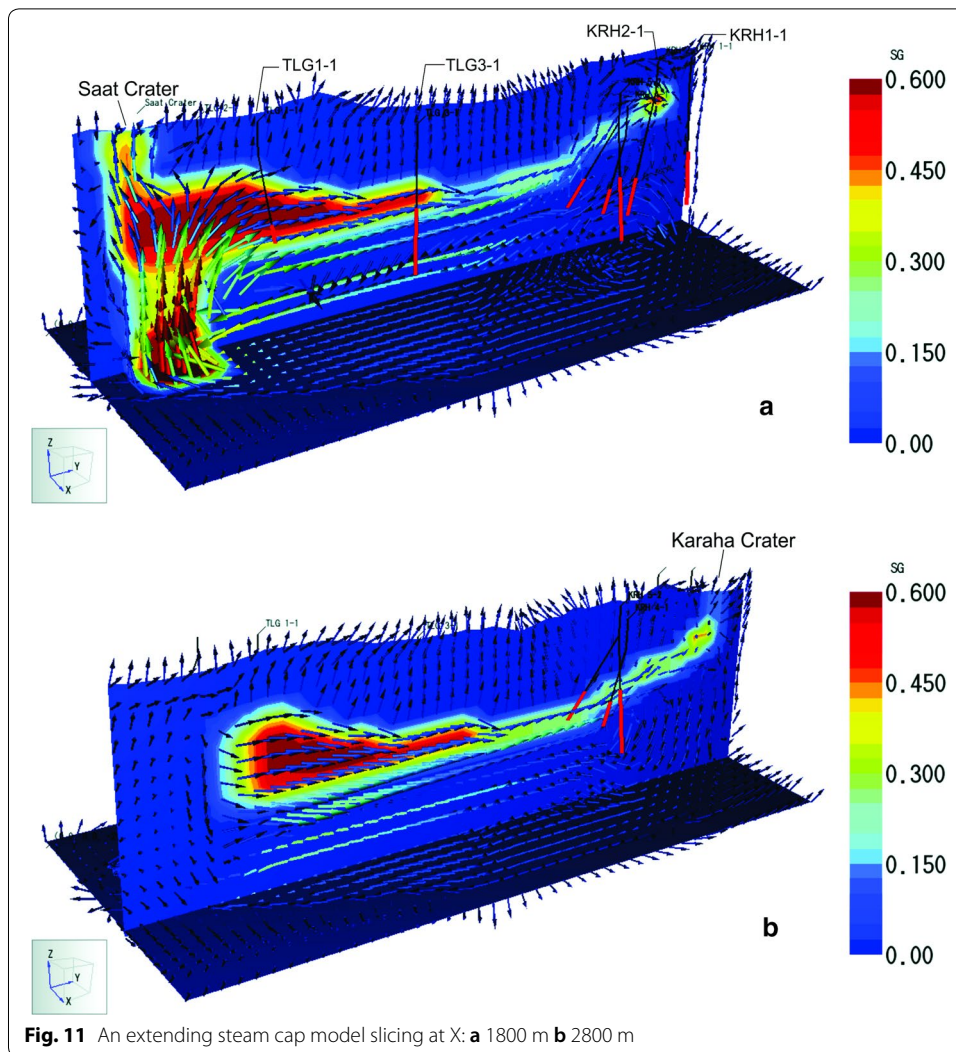 KRH2-1
KRH1-1
TLG1-1
TLG3-1
Saat Crater
Saat Crater
SG
0.600
0.450
0.300
0.150
0.00
a
Z
Y
X
Karaha Crater
SG
0.600
0.450
0.300
0.150
0.00
TLG 1-1
b
Z
Y
X
Fig. 11 An extending steam cap model slicing at X: a 1800 m b 2800 m